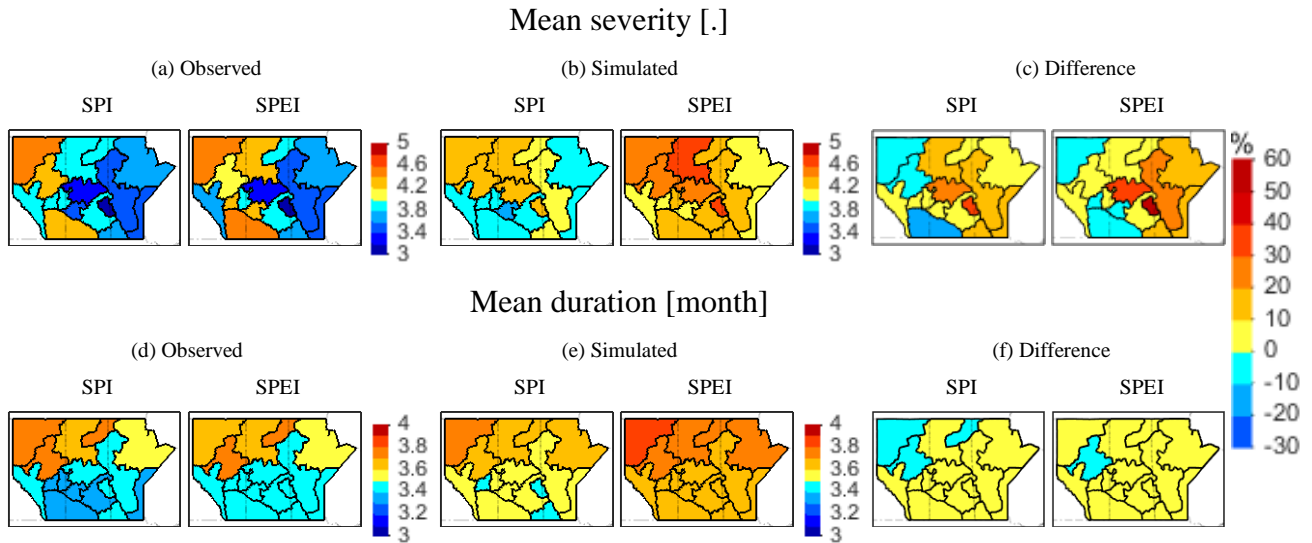 Mean severity [.]
(a) Observed (b) Simulated (c) Difference
SPI SPEI SPI SPEI SPI SPEI
5 5 %
4.6 4.6 60
4.2 4.2 50
3.8 3.8 40
3.4 3.4 30
3 3 20
Mean duration [month] 10
(d) Observed (e) Simulated (f) Difference 0
SPI SPEI SPI SPEI SPI SPEI -10
4 4 -20
3.8 3.8 -30
3.6 3.6
3.4 3.4
3.2 3.2
3 3